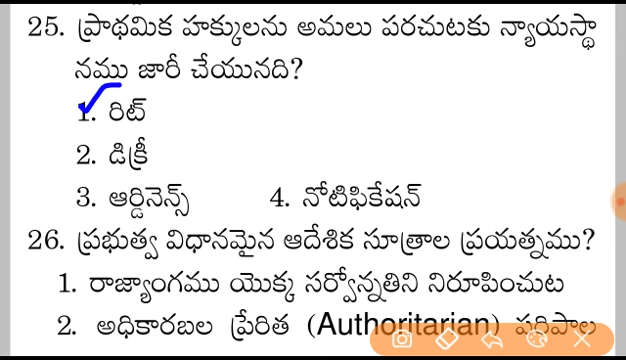 25. ప్రాథమిక హక్కులను అమలు పరచుటకు న్యాయస్థా
నము జారీ చేయునది?
1. రిట్
2. డిక్రీ
3. ఆర్డినెన్స్ 4. నోటిఫికేషన్
26. ప్రభుత్వ విధానమైన ఆదేశిక సూత్రాల ప్రయత్నము?
1. రాజ్యాంగము యొక్క సర్వోన్నతిని నిరూపించుట
2. అధికారబల ప్రేరిత (Authoritarian) పరిపాల